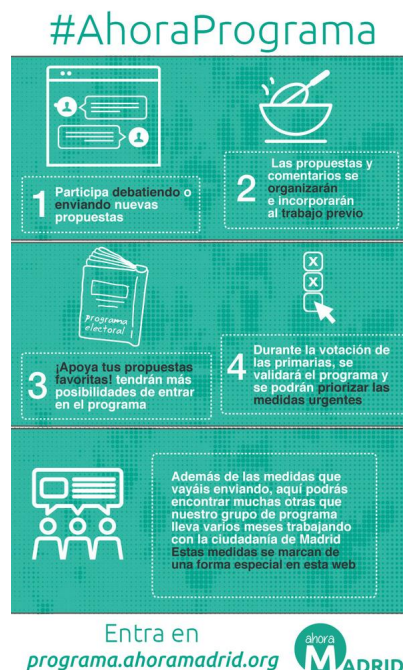 #AhoraPrograma
1
Participa debatiendo o
enviando nuevas
propuestas
2
Las propuestas y
comentarios se
organizarán
e incorporarán
al trabajo previo
programa
electoral
3
¡Apoya tus propuestas
favoritas! tendrán más
posibilidades de entrar
en el programa
X
X
4
Durante la votación de
las primarias, se
validará el programa y
se podrán priorizar las
medidas urgentes
Además de las medidas que
vayáis enviando, aquí podrás
encontrar muchas otras que
nuestro grupo de programa
lleva varios meses trabajando
con la ciudadanía de Madrid
Estas medidas se marcan de
una forma especial en esta web
Entra en
programa.ahoramadrid.org
ahora
MADRID